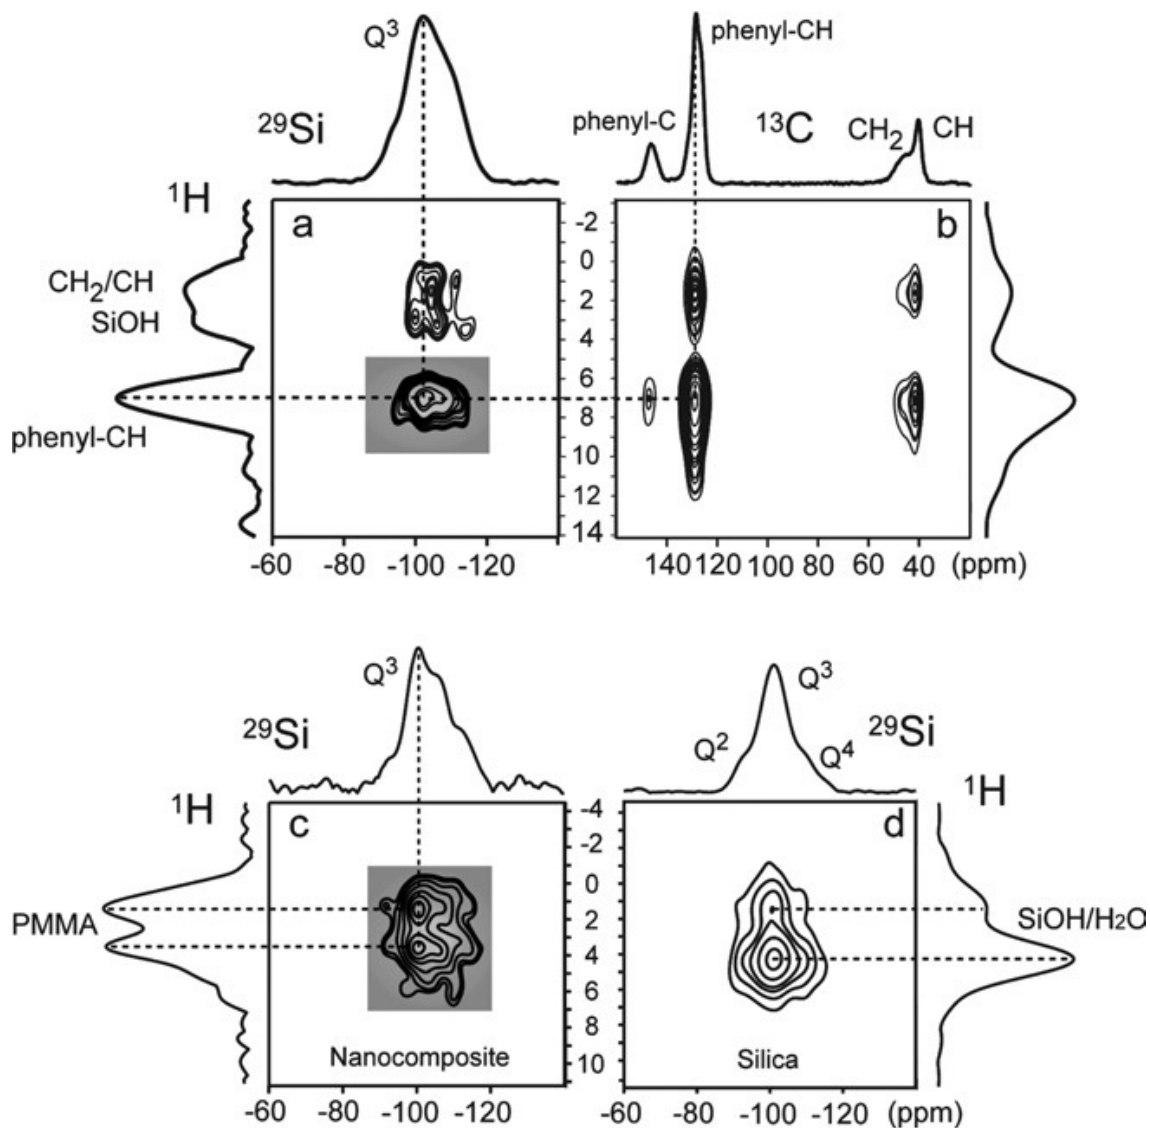 Q³
phenyl-CH
²⁹Si
phenyl-C
¹³C
CH₂
CH
¹H
a
b
CH₂/CH
SiOH
phenyl-CH
-2
0
2
4
6
8
10
12
14
-60 -80 -100 -120
140 120 100 80 60 40 (ppm)
Q³
²⁹Si
Q³
Q²
Q⁴
²⁹Si
¹H
¹H
c
d
PMMA
SiOH/H₂O
-4
-2
0
2
4
6
8
10
Nanocomposite
Silica
-60 -80 -100 -120
-60 -80 -100 -120 (ppm)